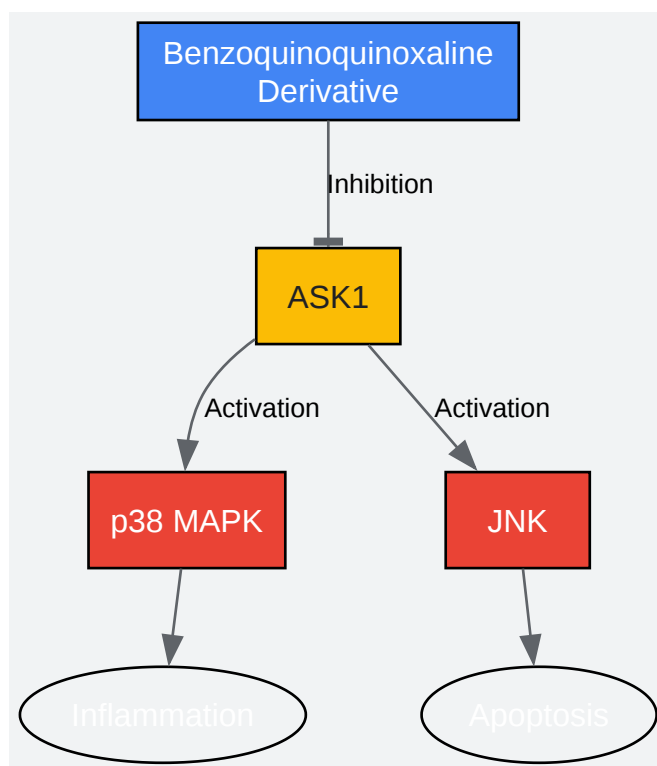 Benzoquinoquinoxaline
Derivative
Inhibition
ASK1
Activation
Activation
p38 MAPK
JNK
Inflammation
Apoptosis